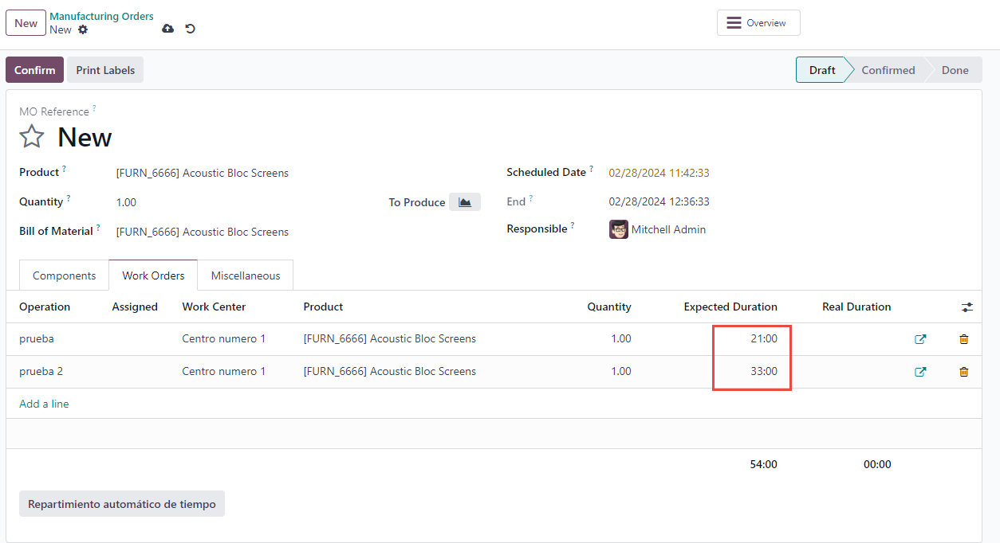 New
Manufacturing Orders
New
Overview
Confirm
Print Labels
Draft
Confirmed
Done
MO Reference ?
New
Product ? [FURN_6666] Acoustic Bloc Screens
Scheduled Date ? 02/28/2024 11:42:33
Quantity ? 1.00 To Produce
End ? 02/28/2024 12:36:33
Bill of Material ? [FURN_6666] Acoustic Bloc Screens
Responsible ? Mitchell Admin
Components Work Orders Miscellaneous
Operation Assigned Work Center Product Quantity Expected Duration Real Duration
prueba Centro numero 1 [FURN_6666] Acoustic Bloc Screens 1.00 21:00
prueba 2 Centro numero 1 [FURN_6666] Acoustic Bloc Screens 1.00 33:00
Add a line
54:00 00:00
Repartimiento automático de tiempo